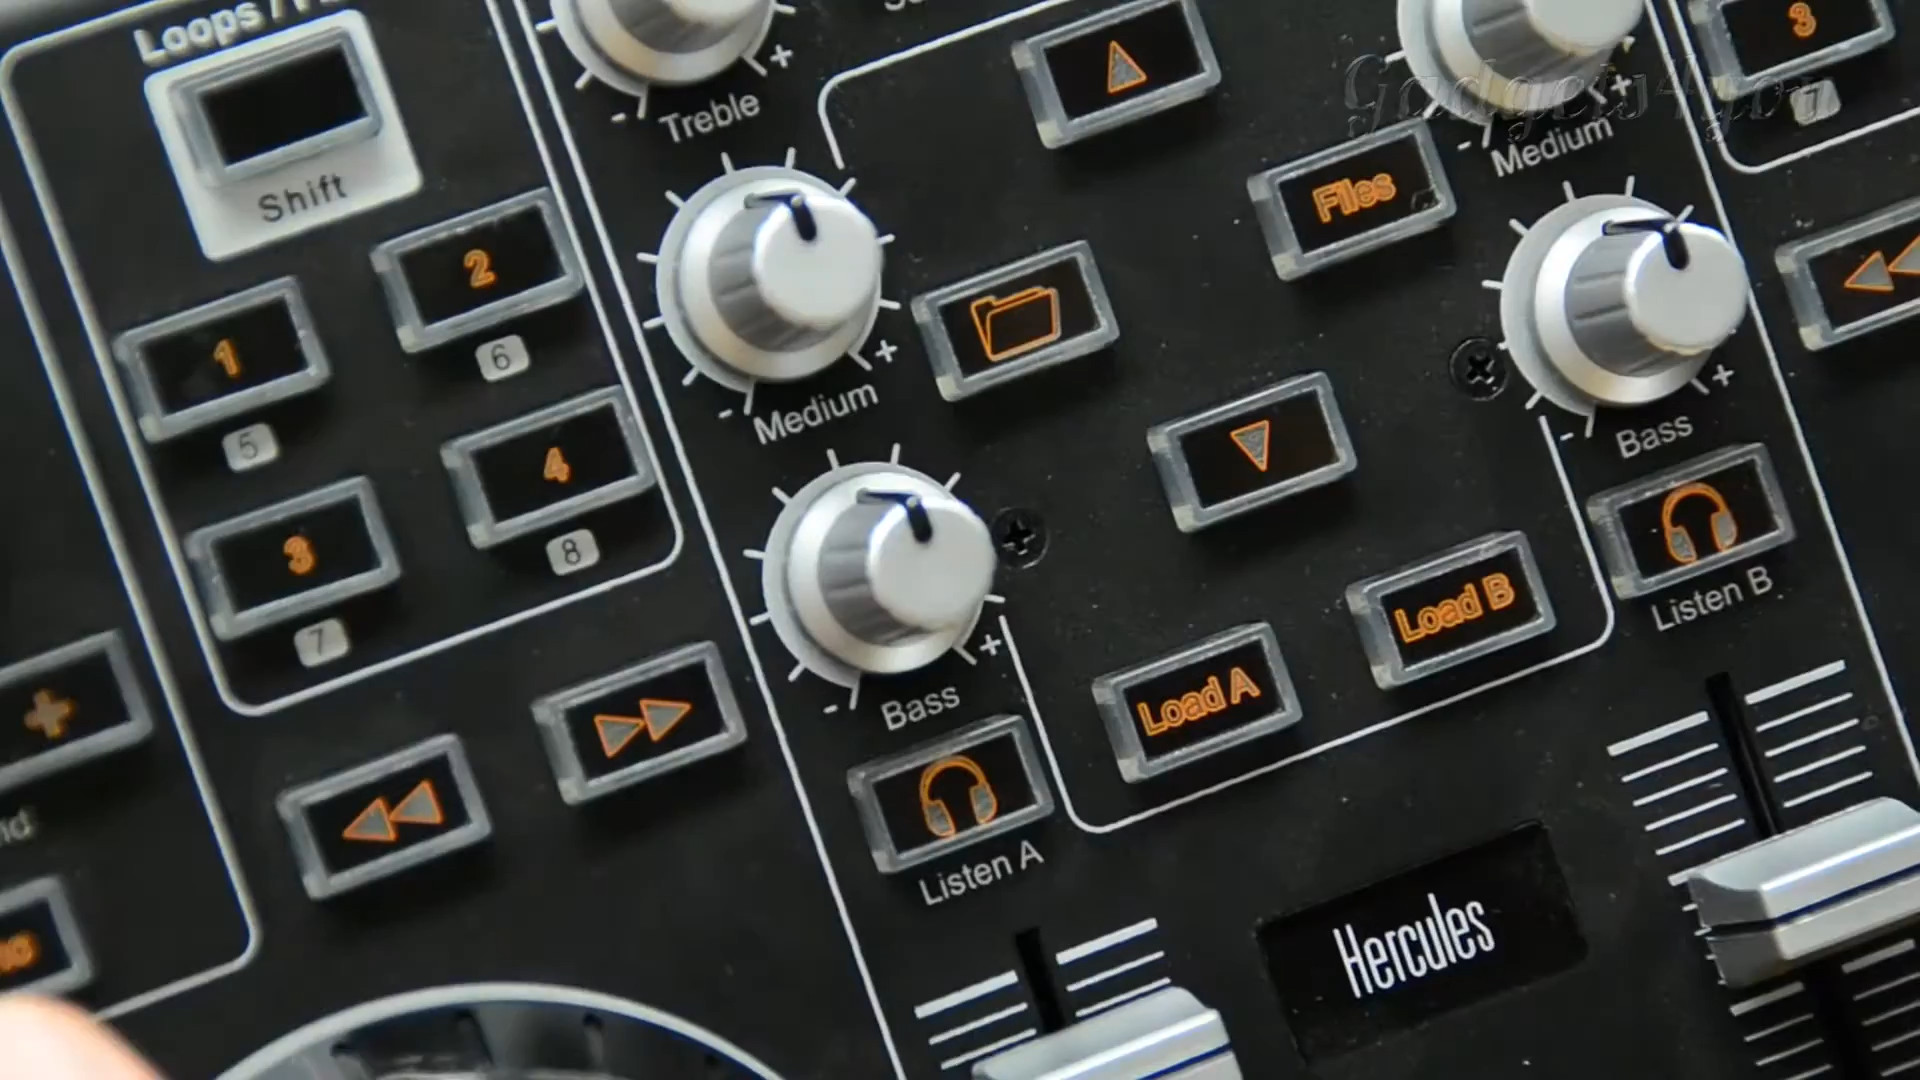 Loops /
Shift
1
2
5
6
3
4
7
8
+
-
Treble
+
-
Medium
+
-
Bass
Listen A
Files
Load A
Load B
Hercules
+
-
Medium
+
-
Bass
Listen B
3
7
Gadgets4you